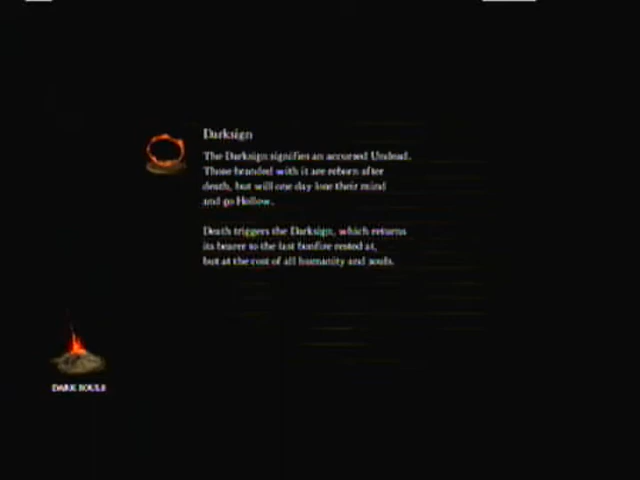 Darksign
The Darksign signifies an accursed Undead.
Those branded with it are reborn after
death, but will one day lose their mind
and go Hollow.
Death triggers the Darksign, which returns
its bearer to the last bonfire rested at,
but at the cost of all humanity and souls.
DARK SOULS